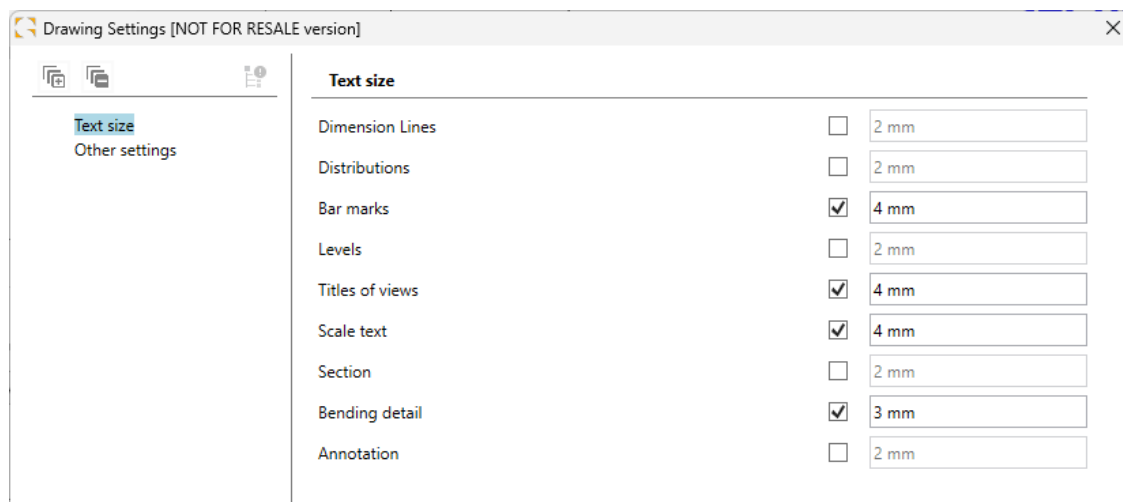 Drawing Settings [NOT FOR RESALE version]
Text size
Text size
Other settings
Dimension Lines 2 mm
Distributions 2 mm
Bar marks 4 mm
Levels 2 mm
Titles of views 4 mm
Scale text 4 mm
Section 2 mm
Bending detail 3 mm
Annotation 2 mm